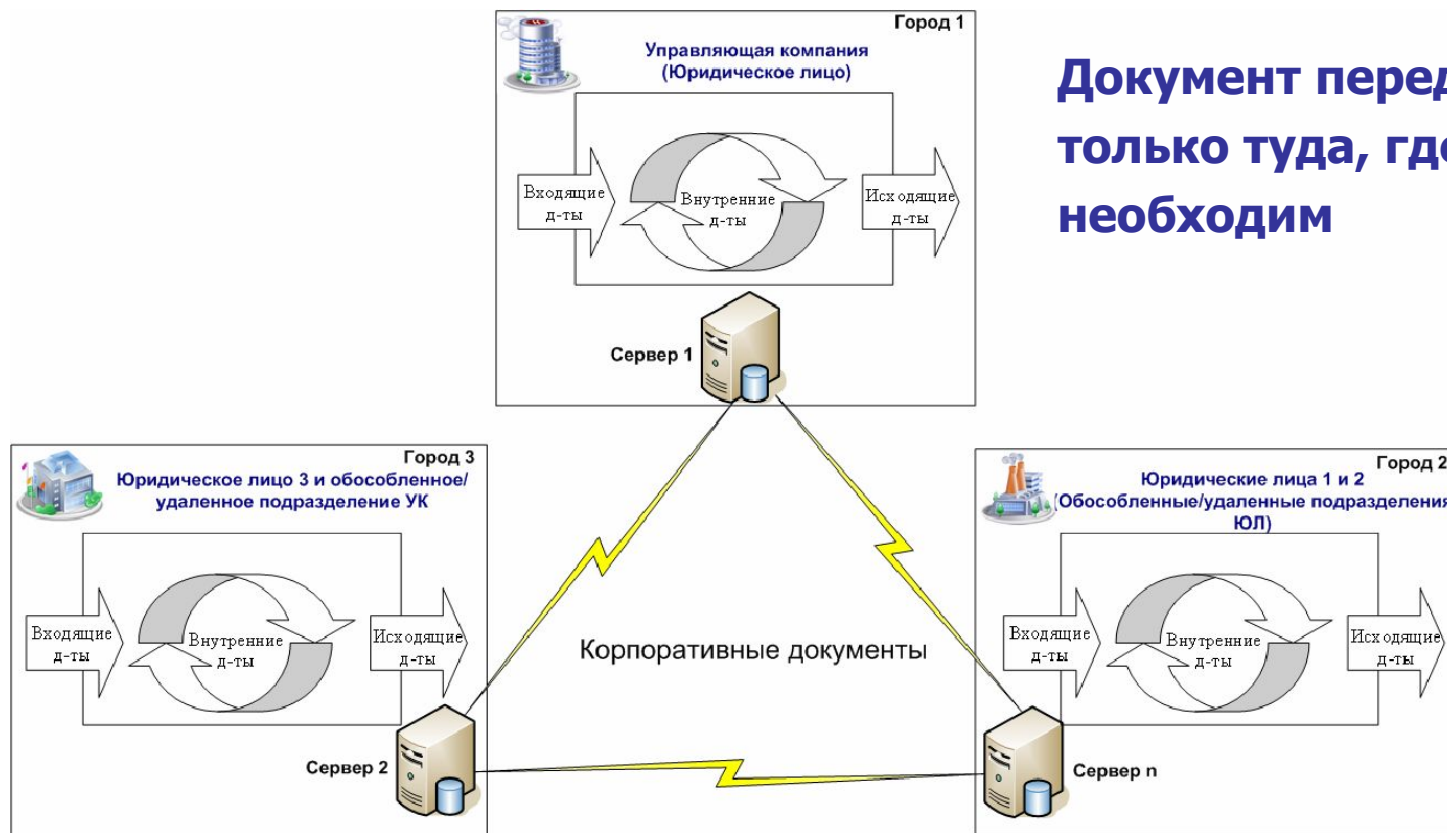 Город 1
Управляющая компания
(Юридическое лицо)
Входящие
д-ты
Внутренние
д-ты
Исходящие
д-ты
Сервер 1
Документ перед
только туда, гд
необходим
Город 3
Юридическое лицо 3 и обособленное/
удаленное подразделение УК
Входящие
д-ты
Внутренние
д-ты
Исходящие
д-ты
Сервер 2
Корпоративные документы
Город 2
Юридические лица 1 и 2
(Обособленные/удаленные подразделения
ЮЛ)
Входящие
д-ты
Внутренние
д-ты
Исходящие
д-ты
Сервер n